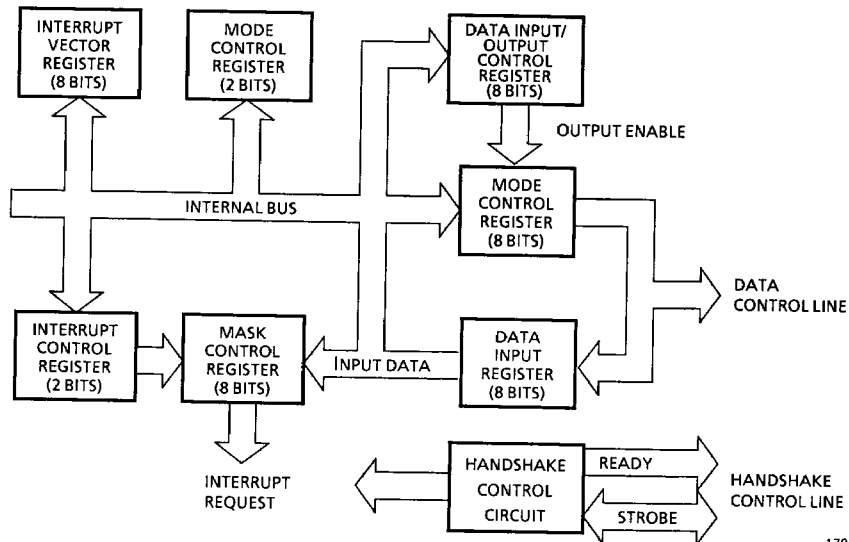 INTERRUPT
VECTOR
REGISTER
(8 BITS)
MODE
CONTROL
REGISTER
(2 BITS)
DATA INPUT/
OUTPUT
CONTROL
REGISTER
(8 BITS)
OUTPUT ENABLE
INTERNAL BUS
MODE
CONTROL
REGISTER
(8 BITS)
DATA
CONTROL LINE
INTERRUPT
CONTROL
REGISTER
(2 BITS)
MASK
CONTROL
REGISTER
(8 BITS)
INPUT DATA
DATA
INPUT
REGISTER
(8 BITS)
INTERRUPT
REQUEST
HANDSHAKE
CONTROL
CIRCUIT
READY
STROBE
HANDSHAKE
CONTROL LINE